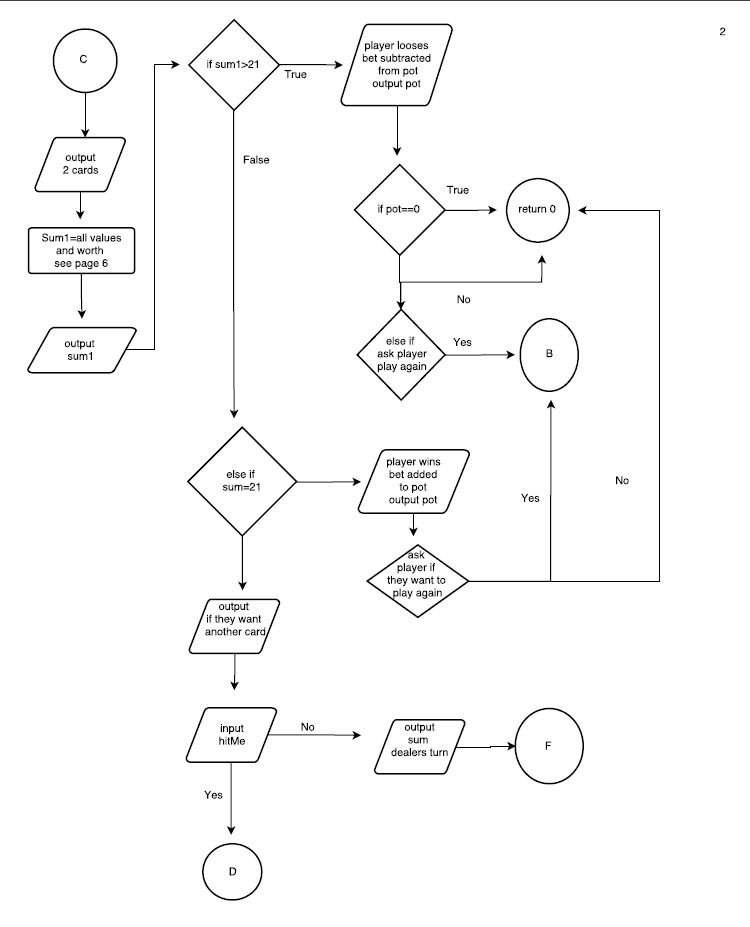 2
C
output
2 cards
Sum1=all values
and worth
see page 6
output
sum1
if sum1>21
True
False
player looses
bet subtracted
from pot
output pot
if pot==0
True
return 0
No
else if
ask player
play again
Yes
B
else if
sum=21
player wins
bet added
to pot
output pot
Yes
No
ask
player if
they want to
play again
output
if they want
another card
input
hitMe
No
output
sum
dealers turn
F
Yes
D